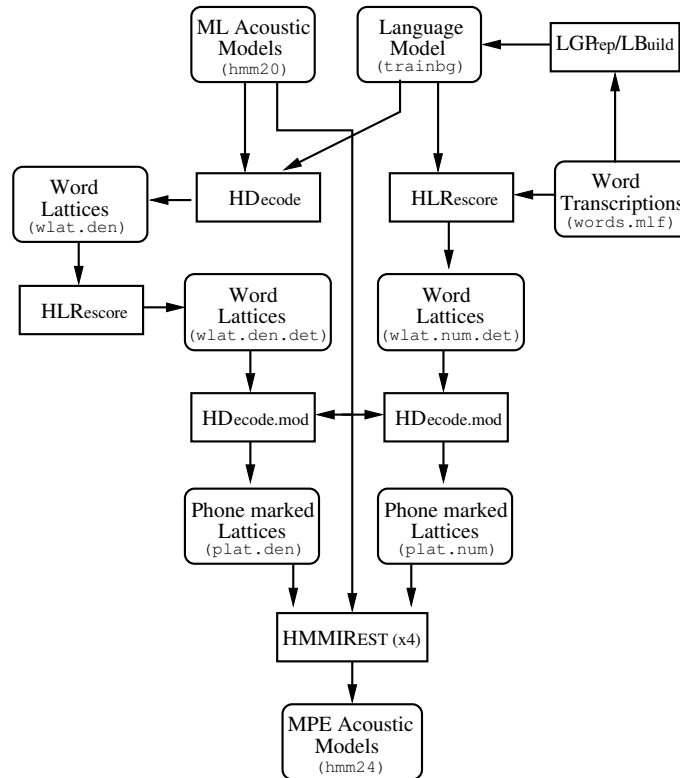 ML Acoustic
Models
(hmm20)
Language
Model
(trainbg)
LGPrep/LBuild
HDecode
Word
Lattices
(wlat.den)
HLRescore
Word
Transcriptions
(words.mlf)
HLRescore
Word
Lattices
(wlat.den.det)
Word
Lattices
(wlat.num.det)
HDecode.mod
HDecode.mod
Phone marked
Lattices
(plat.den)
Phone marked
Lattices
(plat.num)
HMMIREST (x4)
MPE Acoustic
Models
(hmm24)